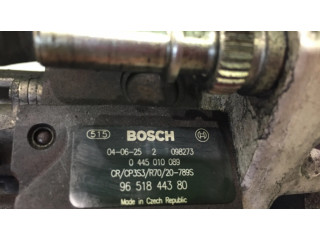 515 BOSCH
04-06-25 2 098273
0 445 010 089
CR/CP3S3/R70/20-789S
96 518 443 80
Made in Czech Republic